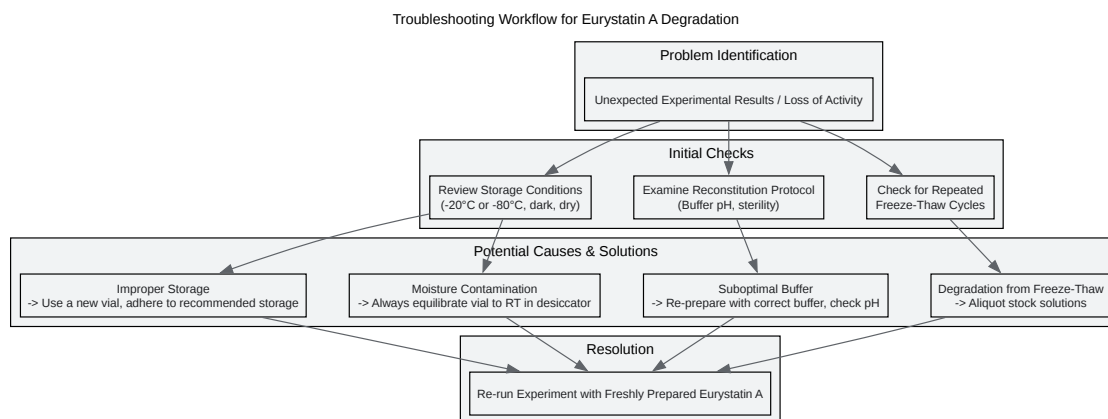 Troubleshooting Workflow for Eurystatin A Degradation
Problem Identification
Unexpected Experimental Results / Loss of Activity
Initial Checks
Review Storage Conditions
(-20°C or -80°C, dark, dry)
Examine Reconstitution Protocol
(Buffer pH, sterility)
Check for Repeated
Freeze-Thaw Cycles
Potential Causes & Solutions
Improper Storage
-> Use a new vial, adhere to recommended storage
Moisture Contamination
-> Always equilibrate vial to RT in desiccator
Suboptimal Buffer
-> Re-prepare with correct buffer, check pH
Degradation from Freeze-Thaw
-> Aliquot stock solutions
Resolution
Re-run Experiment with Freshly Prepared Eurystatin A